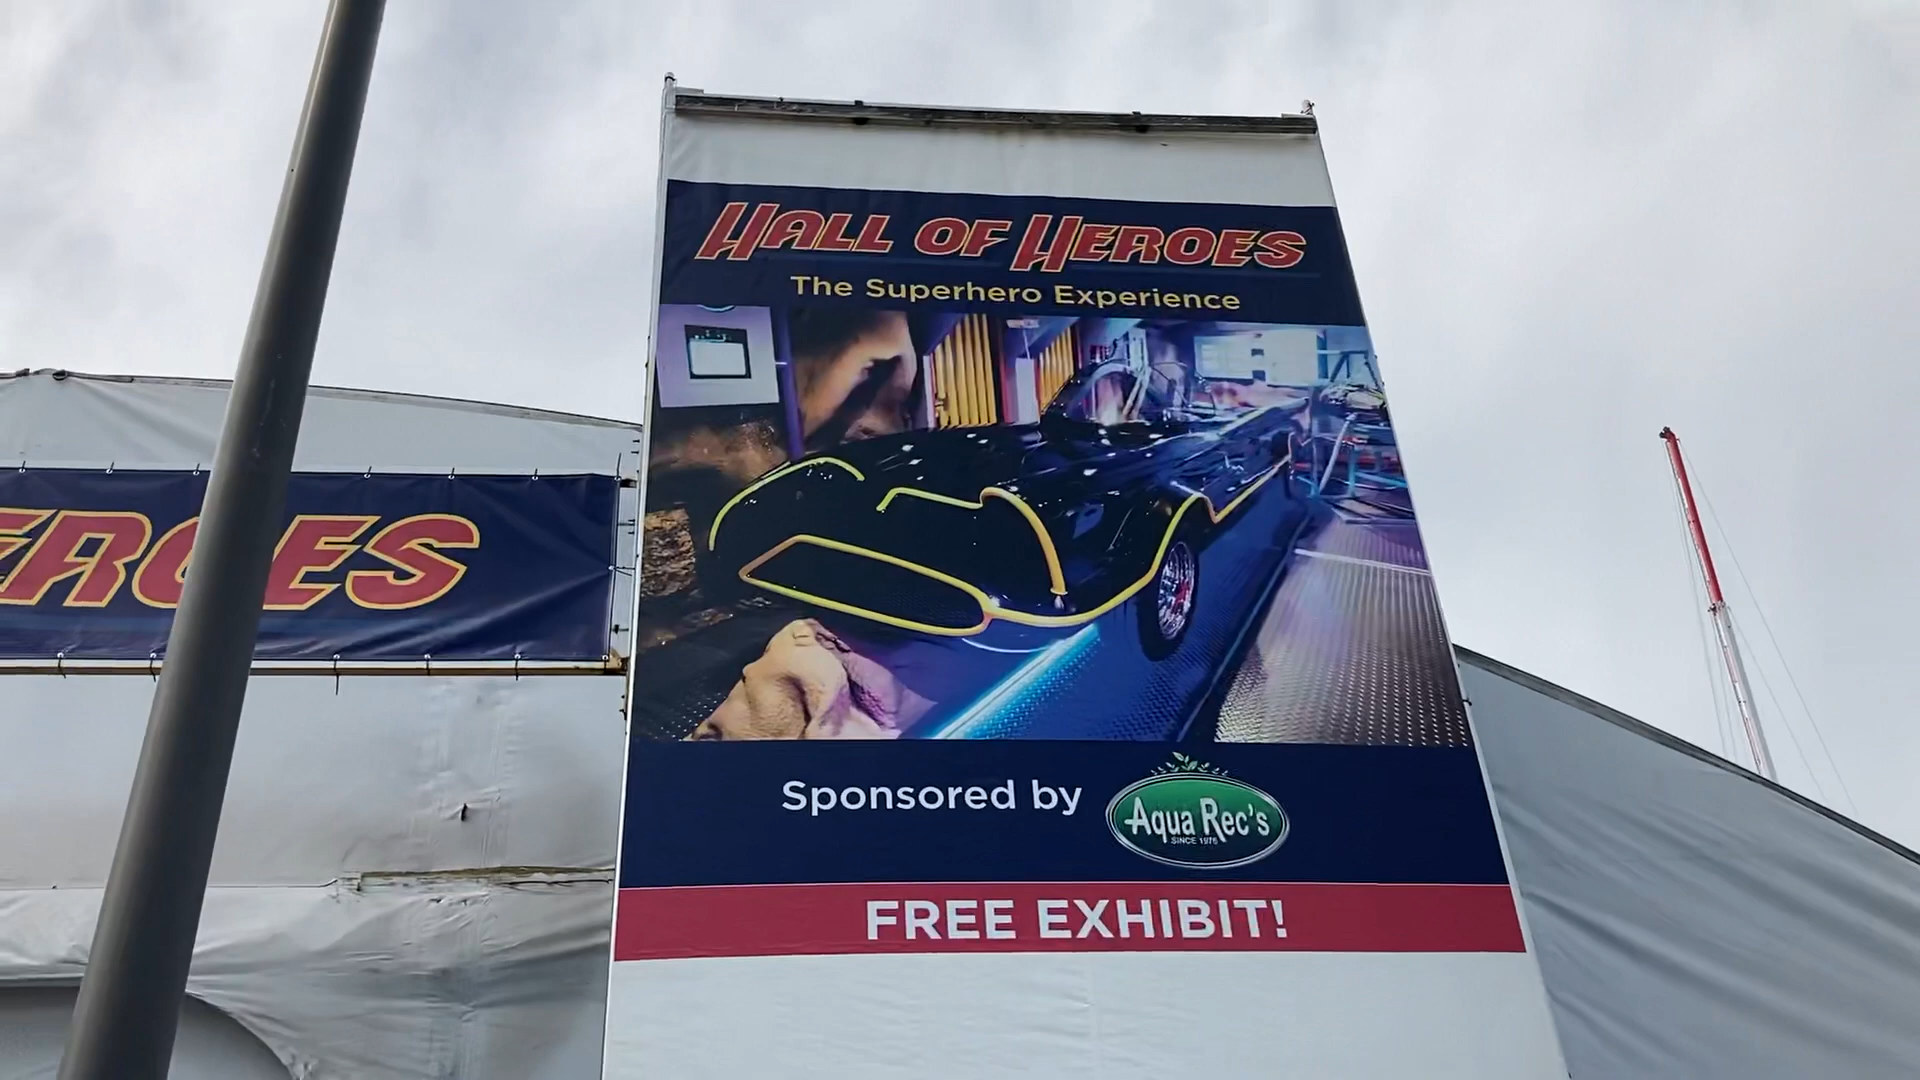 HALL OF HEROES
The Superhero Experience
EROES
Sponsored by
Aqua Rec's
SINCE 1976
FREE EXHIBIT!